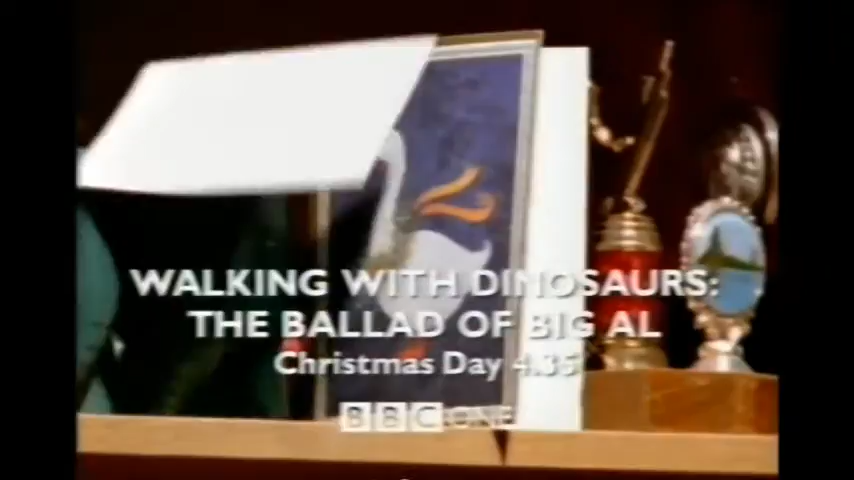 WALKING WITH DINOSAURS:
THE BALLAD OF BIG AL
Christmas Day 4.35
BBC ONE